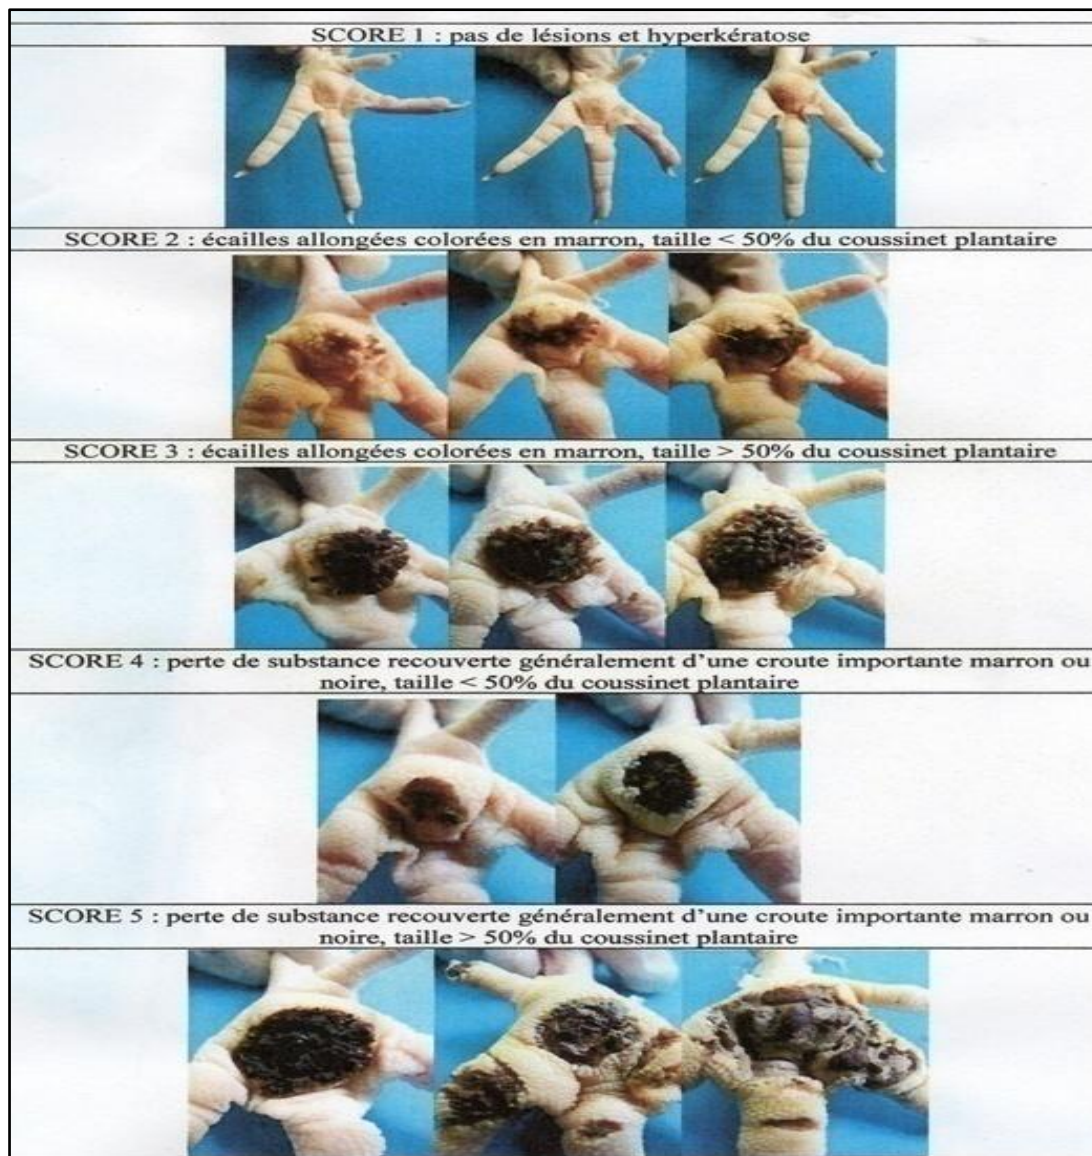 SCORE 1 : pas de lésions et hyperkératose
SCORE 2 : écailles allongées colorées en marron, taille < 50% du coussinet plantaire
SCORE 3 : écailles allongées colorées en marron, taille > 50% du coussinet plantaire
SCORE 4 : perte de substance recouverte généralement d’une croute importante marron ou
noire, taille < 50% du coussinet plantaire
SCORE 5 : perte de substance recouverte généralement d’une croute importante marron ou
noire, taille > 50% du coussinet plantaire